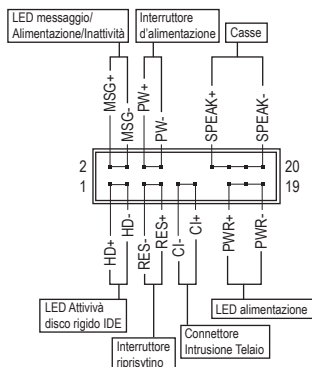 LED messaggio/
Alimentazione/Inattività
Interruttore
d'alimentazione
Casse
MSG+
MSG-
PW+
PW-
SPEAK+
SPEAK-
2
20
1
19
HD+
HD-
RES-
RES+
CI-
CI+
PWR+
PWR-
LED Attività
disco rigido IDE
Interruttore
riprisvtino
Connettore
Intrusione Telaio
LED alimentazione